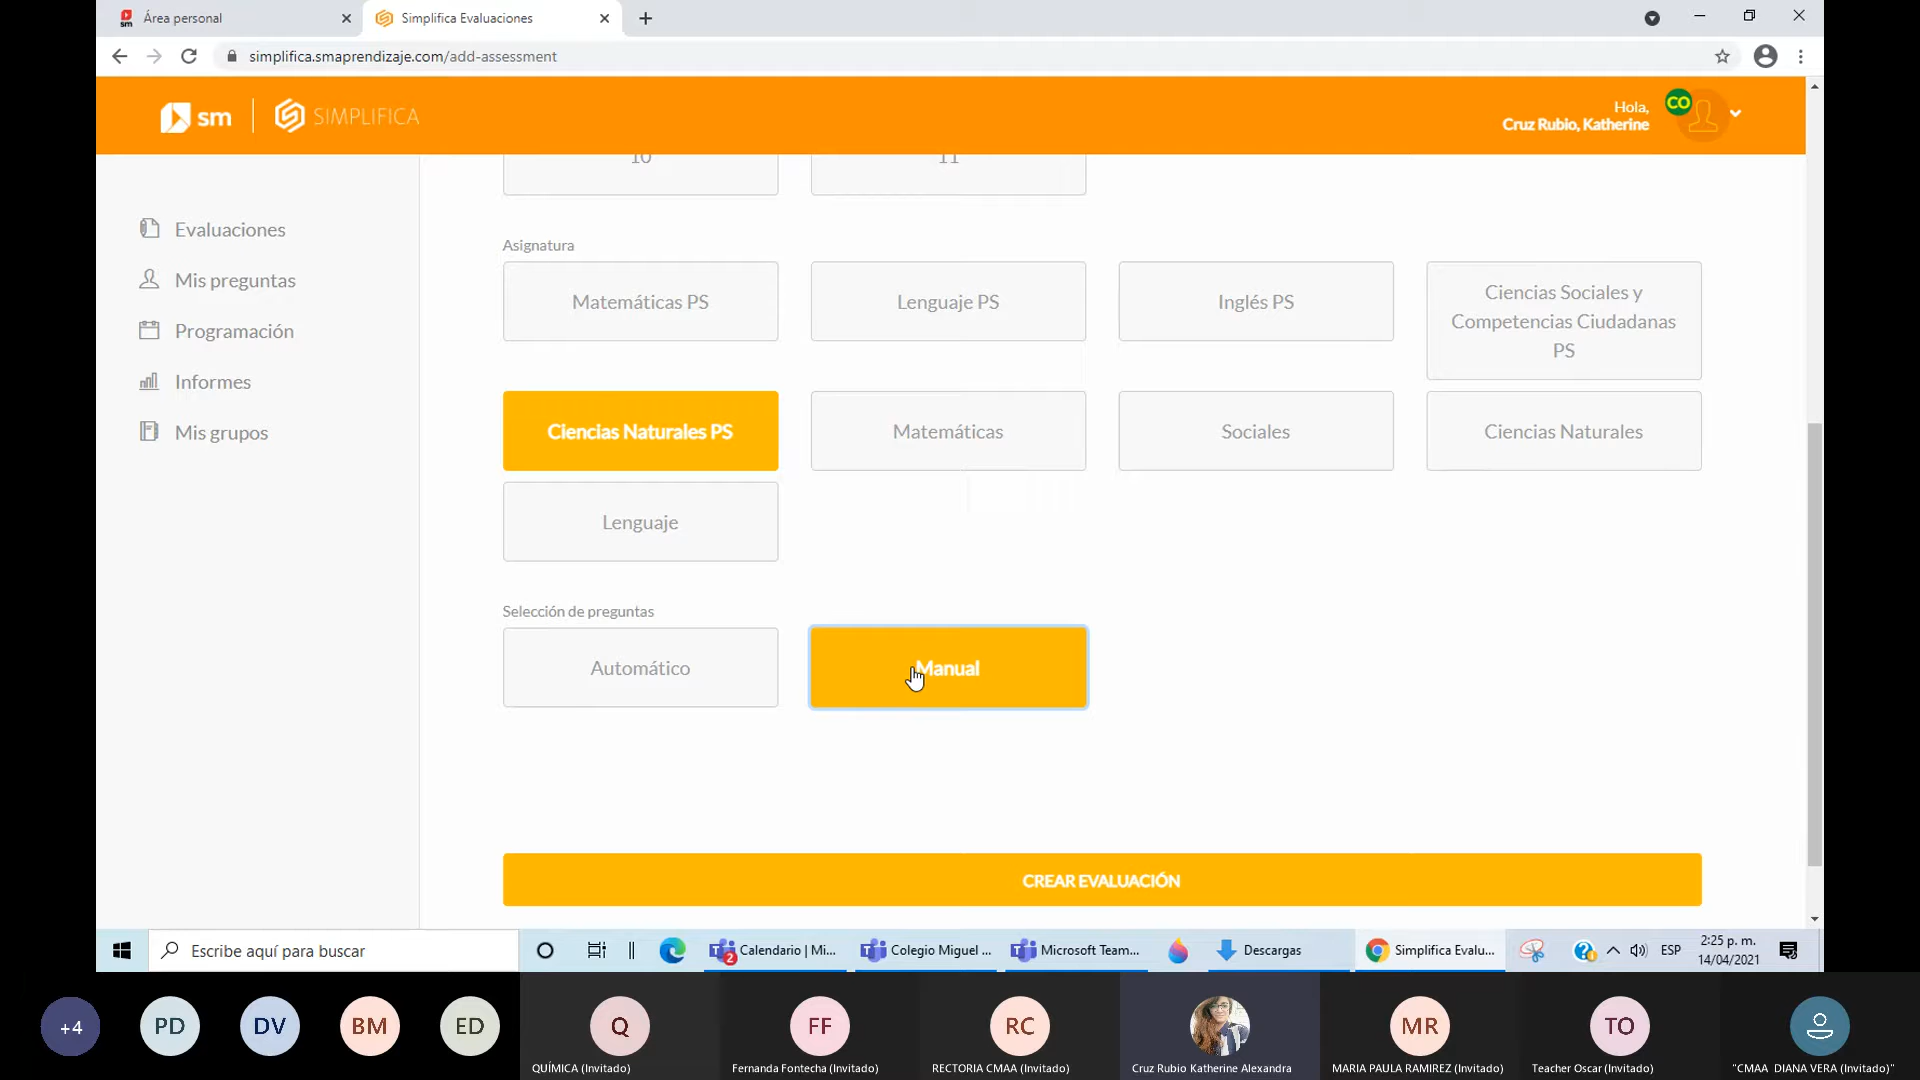 sm
Área personal
Simplifica Evaluaciones
simplifica.smaprendizaje.com/add-assessment
sm
SIMPLIFICA
Hola,
Cruz Rubio, Katherine
CO
Evaluaciones
Mis preguntas
Programación
Informes
Mis grupos
10
11
Asignatura
Matemáticas PS
Lenguaje PS
Inglés PS
Ciencias Sociales y
Competencias Ciudadanas
PS
Ciencias Naturales PS
Matemáticas
Sociales
Ciencias Naturales
Lenguaje
Selección de preguntas
Automático
Manual
CREAR EVALUACIÓN
Escribe aquí para buscar
2
Calendario | Mi...
Colegio Miguel ...
Microsoft Team...
Descargas
Simplifica Evalu...
ESP
2:25 p. m.
14/04/2021
+4
PD
DV
BM
ED
Q
QUÍMICA (Invitado)
FF
Fernanda Fontecha (Invitado)
RC
RECTORIA CMAA (Invitado)
Cruz Rubio Katherine Alexandra
MR
MARIA PAULA RAMIREZ (Invitado)
TO
Teacher Oscar (Invitado)
"CMAA DIANA VERA (Invitado)"